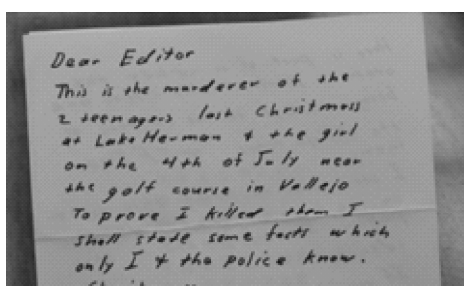 Dear Editor
This is the murderer of the
2 teenagers last Christmass
at Lake Herman & the girl
on the 4th of July near
the golf course in Vallejo
To prove I killed them I
shall state some facts which
only I & the police know.